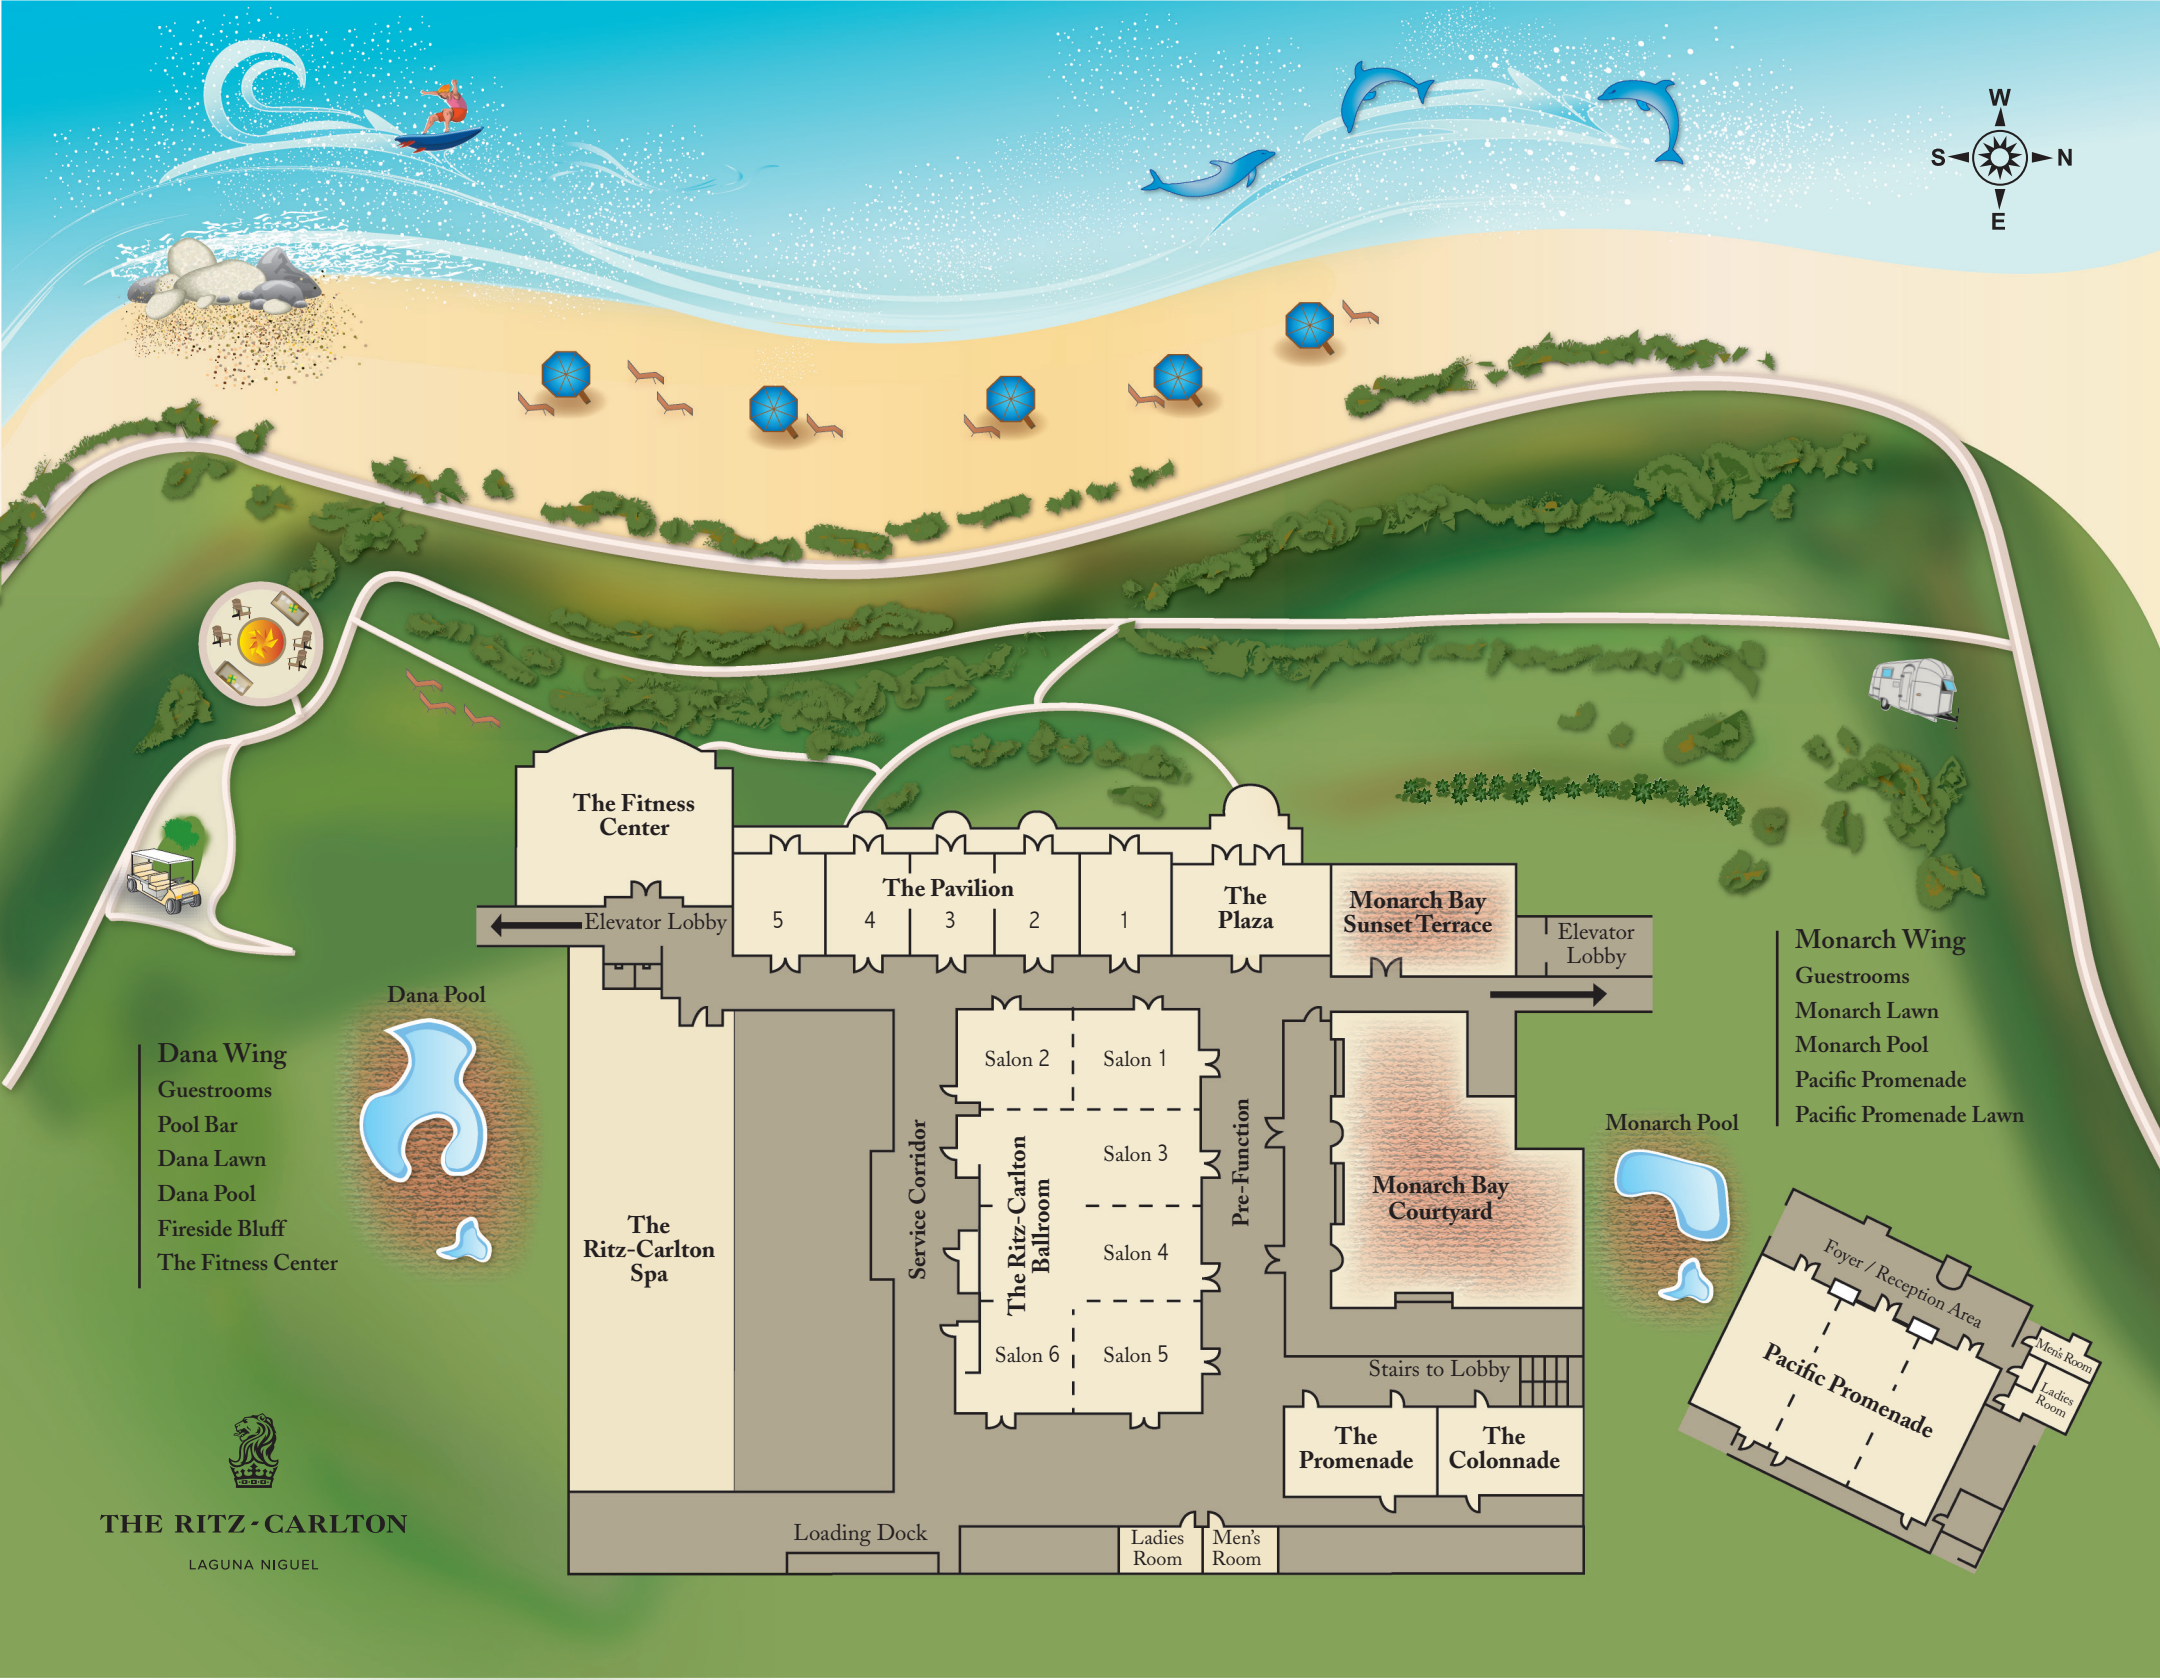 W
S
N
E
The Fitness
Center
Elevator Lobby
The Pavilion
5
4
3
2
1
The
Plaza
Monarch Bay
Sunset Terrace
Elevator
Lobby
Monarch Wing
Guestrooms
Monarch Lawn
Monarch Pool
Pacific Promenade
Pacific Promenade Lawn
Dana Pool
Dana Wing
Guestrooms
Pool Bar
Dana Lawn
Dana Pool
Fireside Bluff
The Fitness Center
The
Ritz-Carlton
Spa
Service Corridor
Salon 2
Salon 1
Salon 3
The Ritz-Carlton
Ballroom
Salon 4
Salon 6
Salon 5
Pre-Function
Monarch Bay
Courtyard
Monarch Pool
Foyer / Reception Area
Pacific Promenade
Men's Room
Ladies
Room
Stairs to Lobby
The
Promenade
The
Colonnade
Loading Dock
Ladies
Room
Men's
Room
THE RITZ-CARLTON
LAGUNA NIGUEL